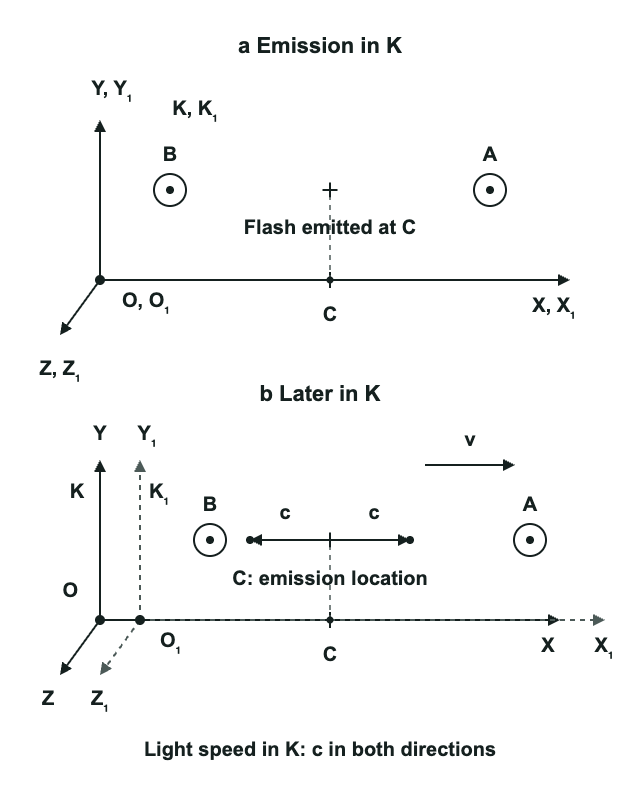 a Emission in K
Y, Y₁
K, K₁
B
A
Flash emitted at C
O, O₁
C
X, X₁
Z, Z₁
b Later in K
Y
Y₁
v
K
K₁
B
A
c
c
C: emission location
O
O₁
C
X
X₁
Z
Z₁
Light speed in K: c in both directions